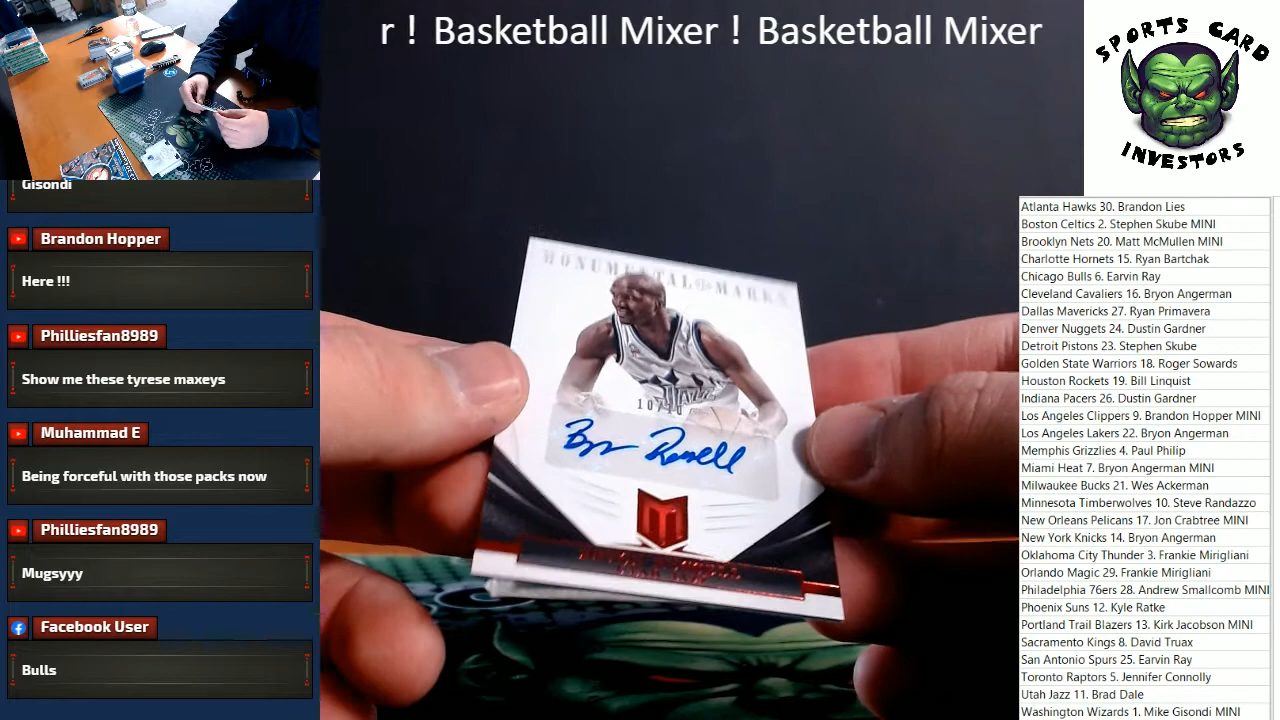 r ! Basketball Mixer ! Basketball Mixer
SPORTS CARD
INVESTORS
Gisondi
Brandon Hopper
Here !!!
Philliesfan8989
Show me these tyrese maxeys
Muhammad E
Being forceful with those packs now
Philliesfan8989
Mugsyyy
Facebook User
Bulls
MONUMENTAL MARKS
JAZZ
10/10
Atlanta Hawks 30. Brandon Lies
Boston Celtics 2. Stephen Skube MINI
Brooklyn Nets 20. Matt McMullen MINI
Charlotte Hornets 15. Ryan Bartchak
Chicago Bulls 6. Earvin Ray
Cleveland Cavaliers 16. Bryon Angerman
Dallas Mavericks 27. Ryan Primavera
Denver Nuggets 24. Dustin Gardner
Detroit Pistons 23. Stephen Skube
Golden State Warriors 18. Roger Sowards
Houston Rockets 19. Bill Linquist
Indiana Pacers 26. Dustin Gardner
Los Angeles Clippers 9. Brandon Hopper MINI
Los Angeles Lakers 22. Bryon Angerman
Memphis Grizzlies 4. Paul Philip
Miami Heat 7. Bryon Angerman MINI
Milwaukee Bucks 21. Wes Ackerman
Minnesota Timberwolves 10. Steve Randazzo
New Orleans Pelicans 17. Jon Crabtree MINI
New York Knicks 14. Bryon Angerman
Oklahoma City Thunder 3. Frankie Mirigliani
Orlando Magic 29. Frankie Mirigliani
Philadelphia 76ers 28. Andrew Smallcomb MINI
Phoenix Suns 12. Kyle Ratke
Portland Trail Blazers 13. Kirk Jacobson MINI
Sacramento Kings 8. David Truax
San Antonio Spurs 25. Earvin Ray
Toronto Raptors 5. Jennifer Connolly
Utah Jazz 11. Brad Dale
Washington Wizards 1. Mike Gisondi MINI